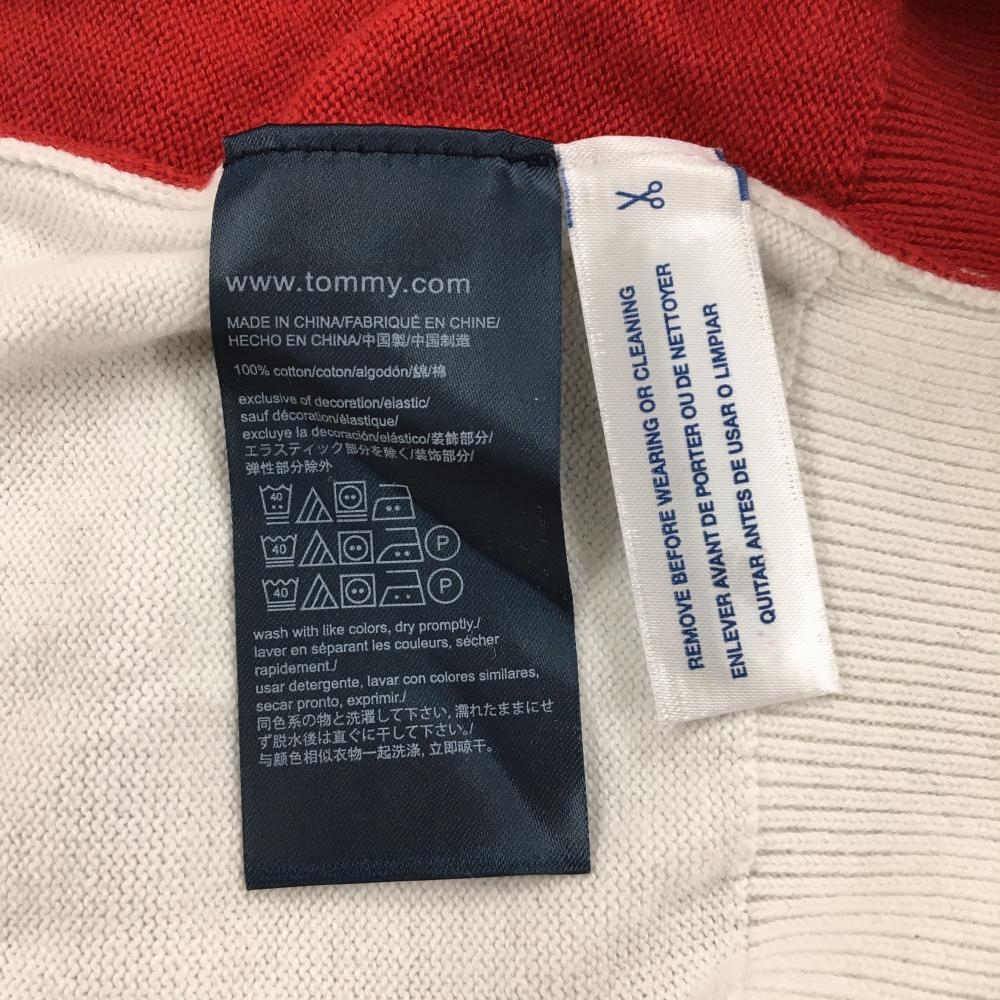 www.tommy.com
MADE IN CHINA/FABRIQUÉ EN CHINE/
HECHO EN CHINA/中国製/中国制造
100% cotton/coton/algodón/綿/棉
exclusive of decoration/elastic/
sauf décoration/élastique/
excluye la decoración/elástico/装飾部分/
エラスティック部分を除く/装饰部分/
弹性部分除外
40
40 P
40 P
wash with like colors, dry promptly./
laver en séparant les couleurs, sécher
rapidement./
usar detergente, lavar con colores similares,
secar pronto, exprimir./
同色系の物と洗濯して下さい, 濡れたままにせ
ず脱水後は直ぐに干して下さい。/
与颜色相似衣物一起洗涤, 立即晾干。
REMOVE BEFORE WEARING OR CLEANING
ENLEVER AVANT DE PORTER OU DE NETTOYER
QUITAR ANTES DE USAR O LIMPIAR